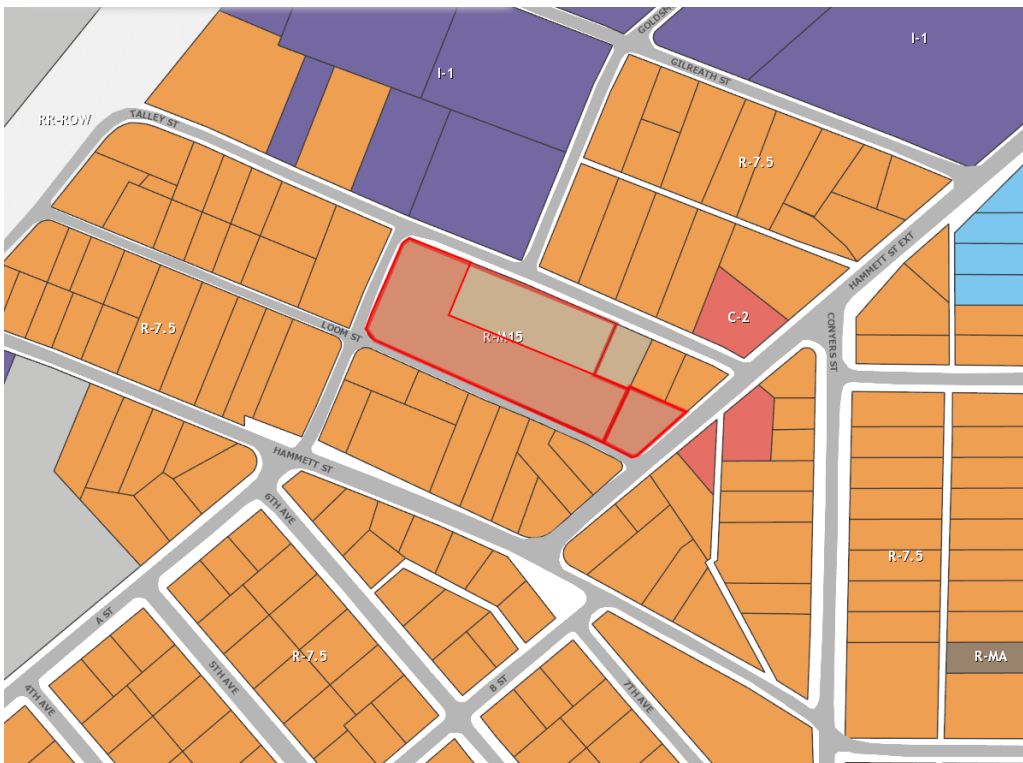 I-1
GOLDSM
I-1
GILREATH ST
RR-ROW
TALLEY ST
R-7.5
HAMMETT ST EXT
C-2
R-7.5
LOOM ST
R-M15
CONYERS ST
HAMMETT ST
6TH AVE
R-7.5
A ST
R-7.5
5TH AVE
B ST
7TH AVE
4TH AVE
R-MA